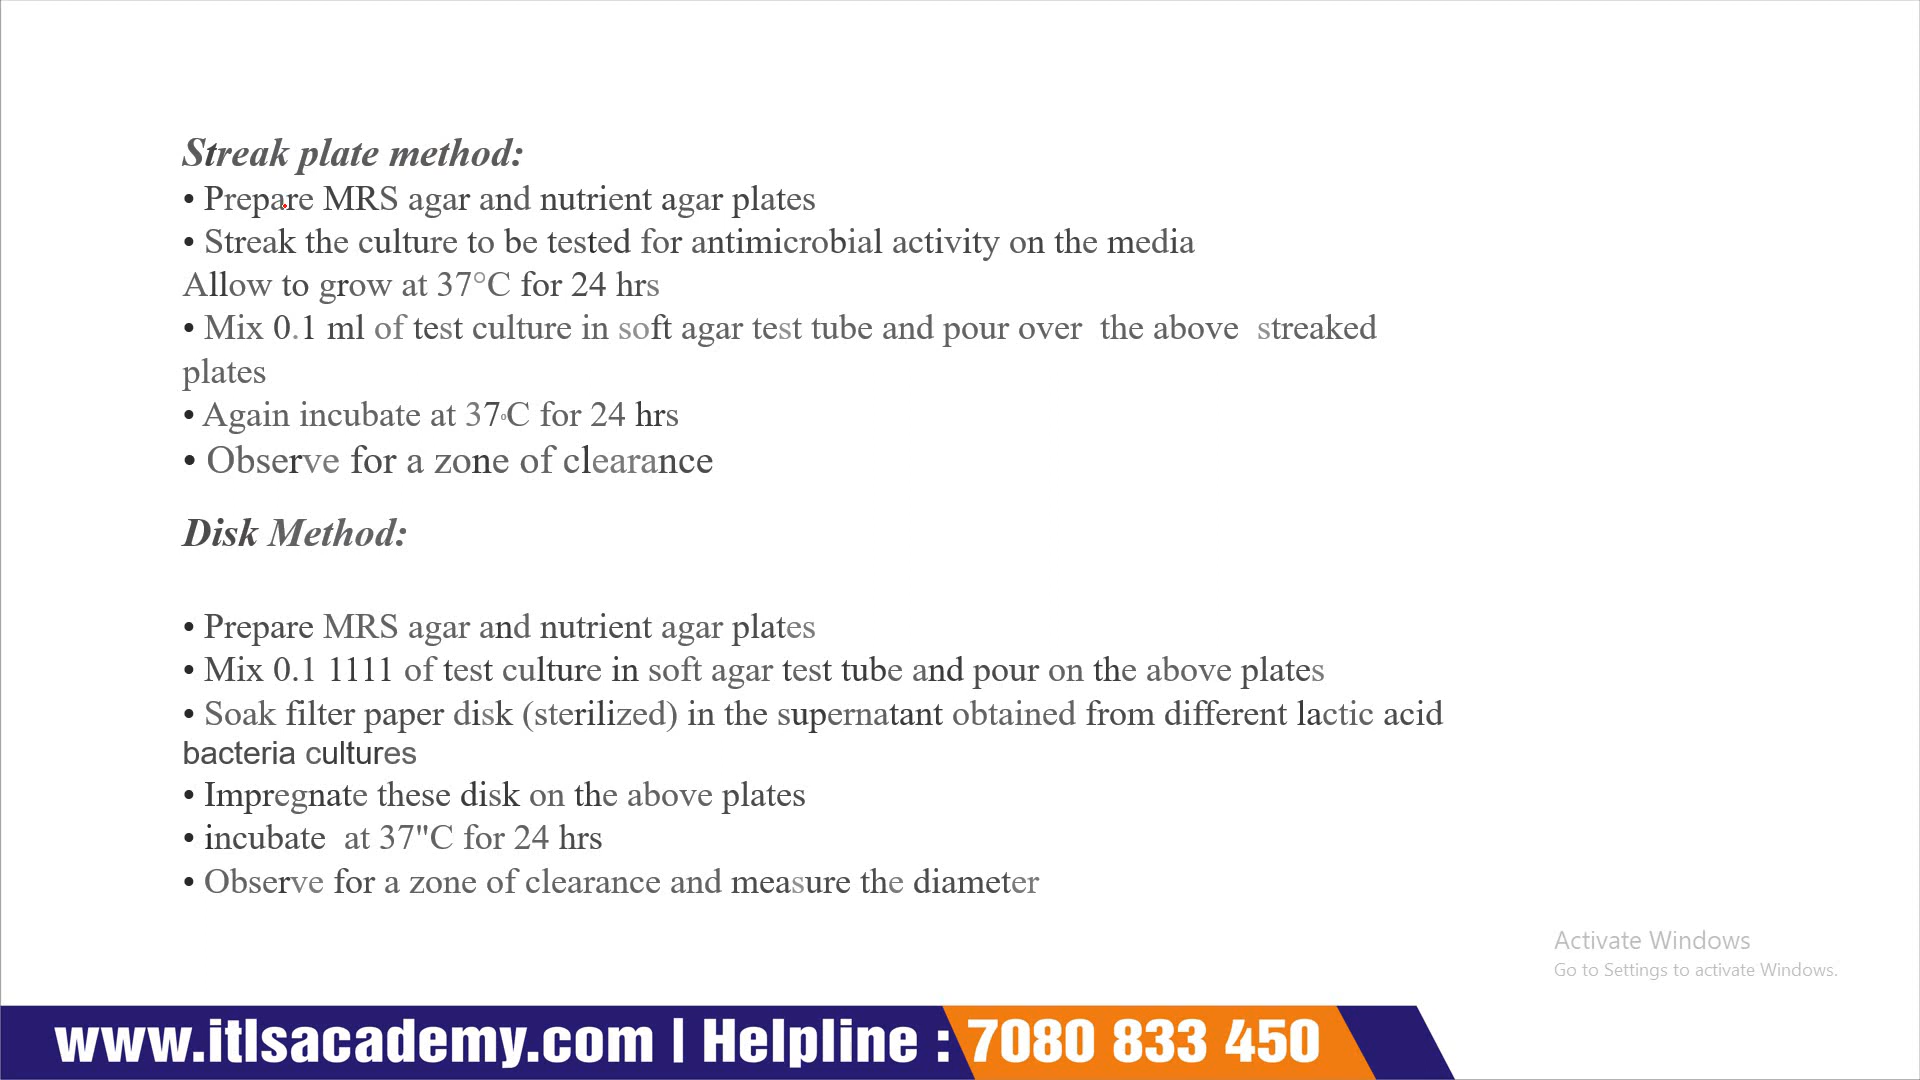 Streak plate method:
• Prepare MRS agar and nutrient agar plates
• Streak the culture to be tested for antimicrobial activity on the media
Allow to grow at 37°C for 24 hrs
• Mix 0.1 ml of test culture in soft agar test tube and pour over the above streaked
plates
• Again incubate at 37◦C for 24 hrs
• Observe for a zone of clearance
Disk Method:
• Prepare MRS agar and nutrient agar plates
• Mix 0.1 1111 of test culture in soft agar test tube and pour on the above plates
• Soak filter paper disk (sterilized) in the supernatant obtained from different lactic acid
bacteria cultures
• Impregnate these disk on the above plates
• incubate at 37"C for 24 hrs
• Observe for a zone of clearance and measure the diameter
Activate Windows
Go to Settings to activate Windows.
www.itlsacademy.com | Helpline : 7080 833 450